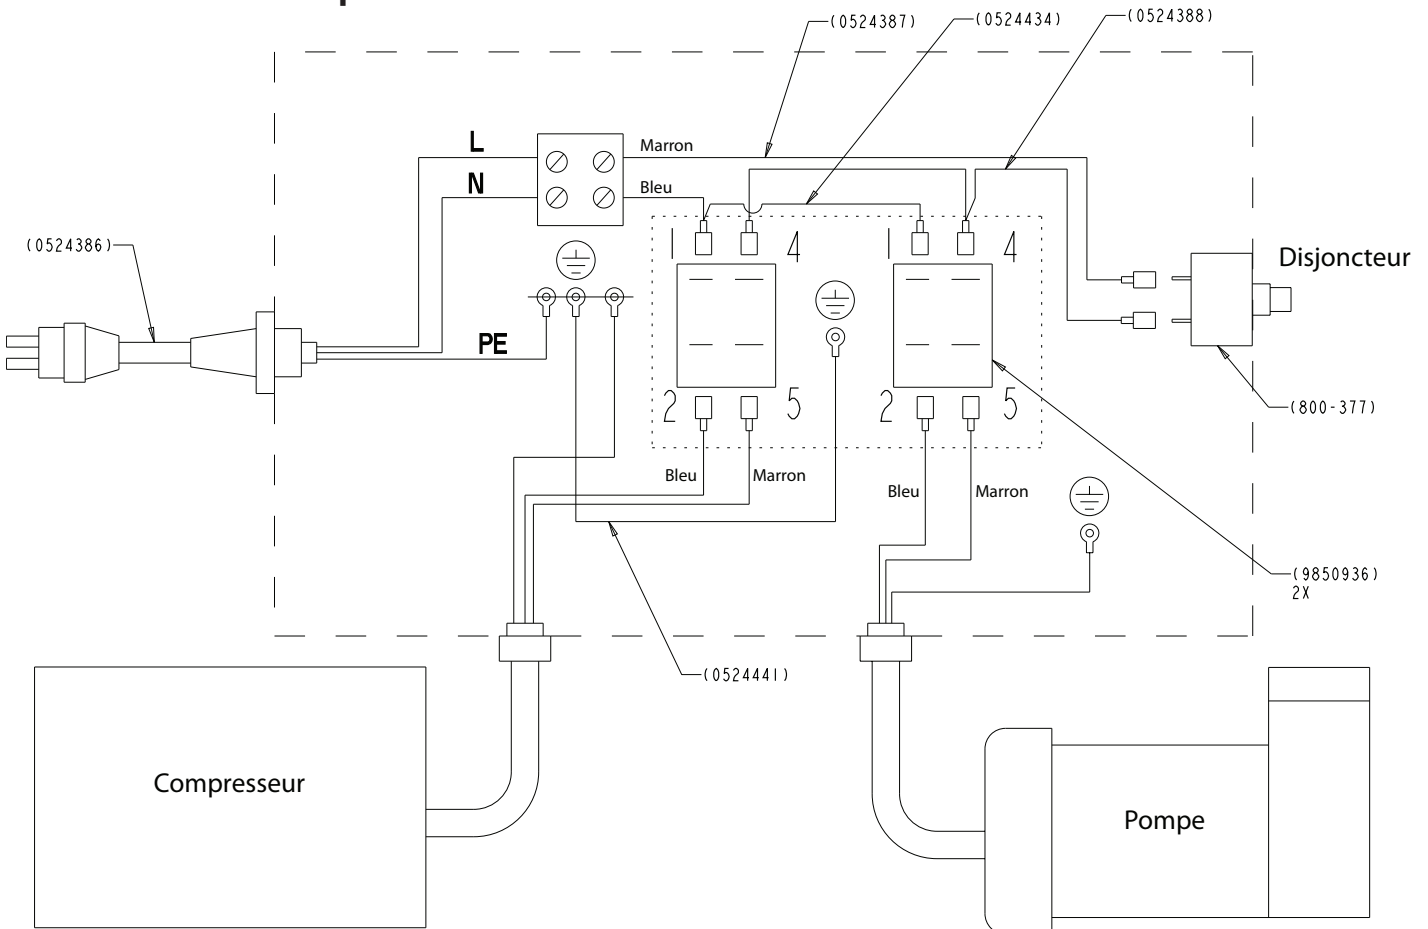 (0524387)
(0524434)
(0524388)
L
Marron
N
Bleu
(0524386)
1
4
1
4
Disjoncteur
PE
2
5
2
5
(800-377)
Bleu
Marron
Bleu
Marron
(9850936)
2X
(0524441)
Compresseur
Pompe